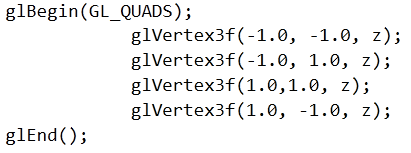 glBegin(GL_QUADS);
glVertex3f(-1.0, -1.0, z);
glVertex3f(-1.0, 1.0, z);
glVertex3f(1.0,1.0, z);
glVertex3f(1.0, -1.0, z);
glEnd();